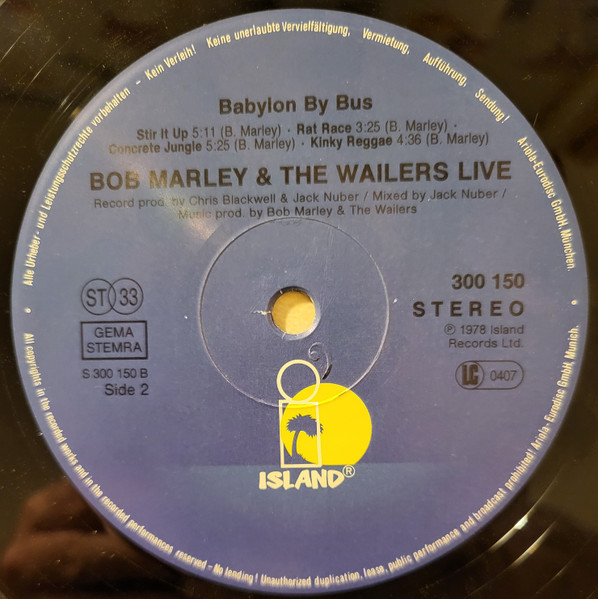 Alle Urheber- und Leistungsschutzrechte vorbehalten - Kein Verleih! Keine unerlaubte Vervielfältigung, Vermietung, Aufführung, Sendung! Ariola-Eurodisc GmbH, München.
Babylon By Bus
Stir It Up 5:11 (B. Marley) · Rat Race 3:25 (B. Marley) ·
Concrete Jungle 5:25 (B. Marley) · Kinky Reggae 4:36 (B. Marley)
BOB MARLEY & THE WAILERS LIVE
Record prod. by Chris Blackwell & Jack Nuber / Mixed by Jack Nuber /
Music prod. by Bob Marley & The Wailers
ST 33
GEMA
STEMRA
S 300 150 B
Side 2
300 150
STEREO
℗ 1978 Island
Records Ltd.
LC 0407
ISLAND®
All copyrights in the recorded works and in the recorded performances reserved - No lending! Unauthorized duplication, lease, public performance and broadcast prohibited! Ariola-Eurodisc GmbH, Munich.